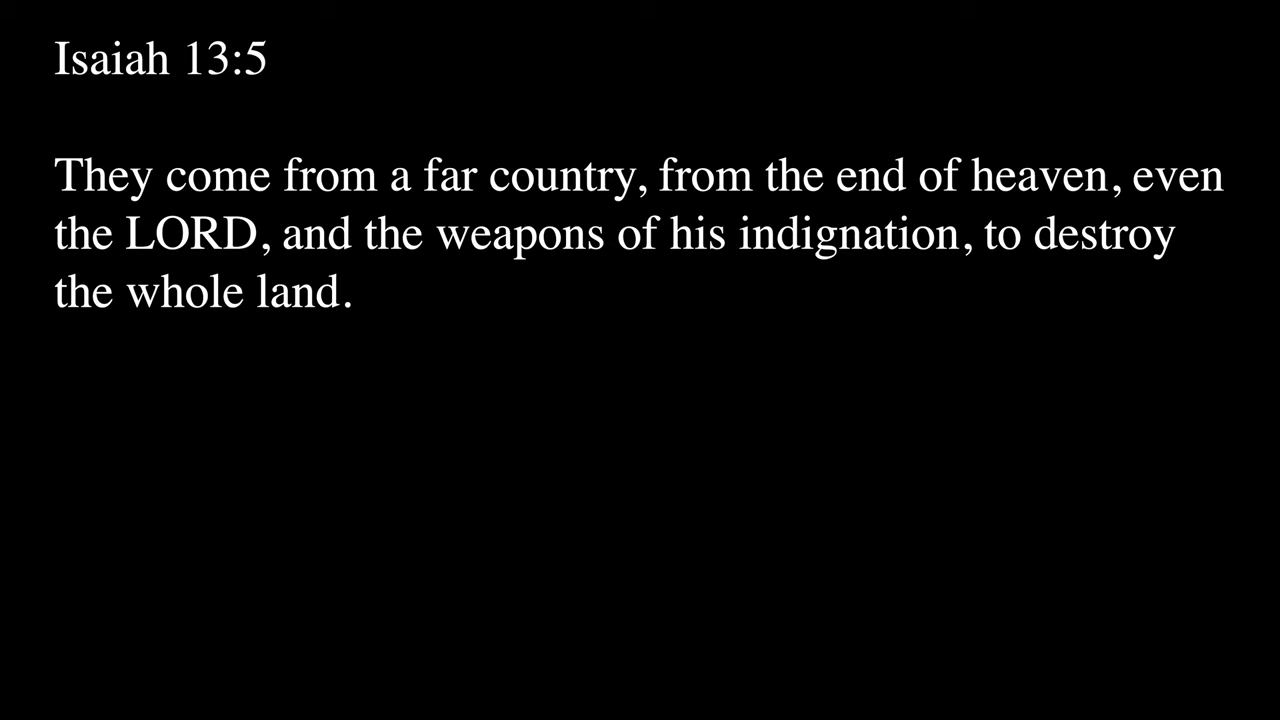 Isaiah 13:5
They come from a far country, from the end of heaven, even
the LORD, and the weapons of his indignation, to destroy
the whole land.